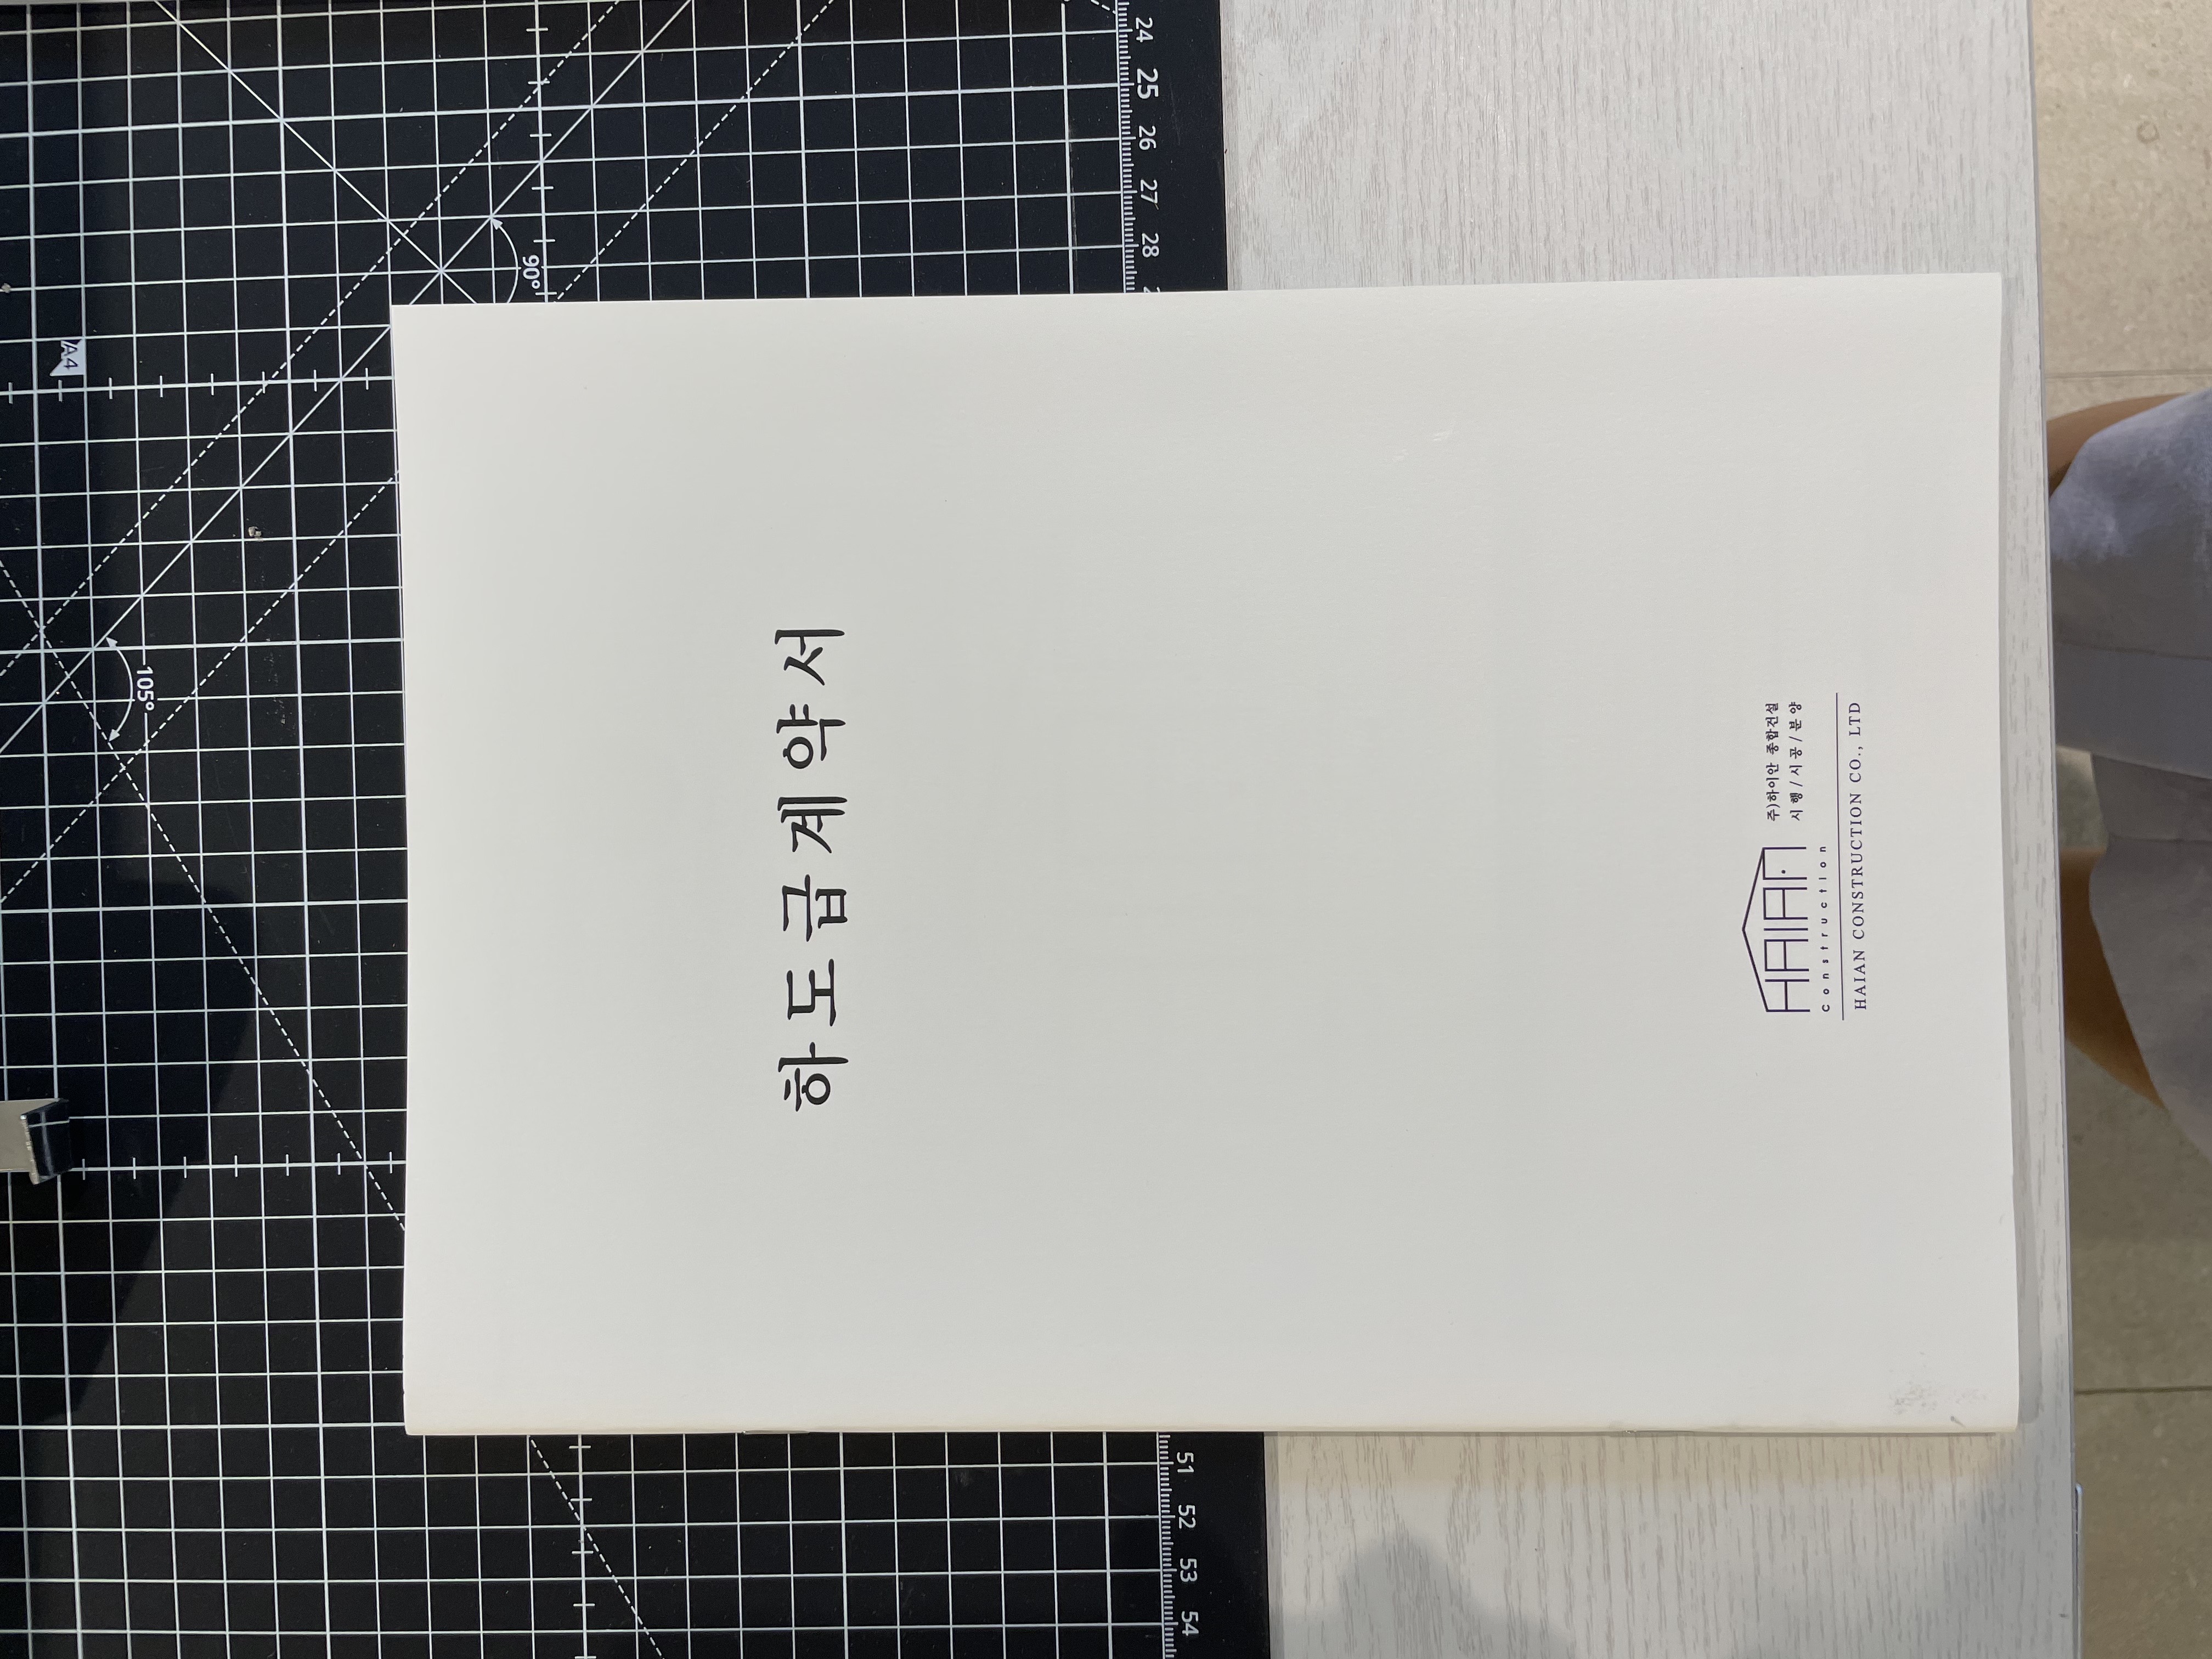 A4
105°
90°
하도급계약서
54 53 52 51
28 27 26 25 24
HAIAN
Construction
주)하이안 종합건설
시행/시공/분양
HAIAN CONSTRUCTION CO., LTD